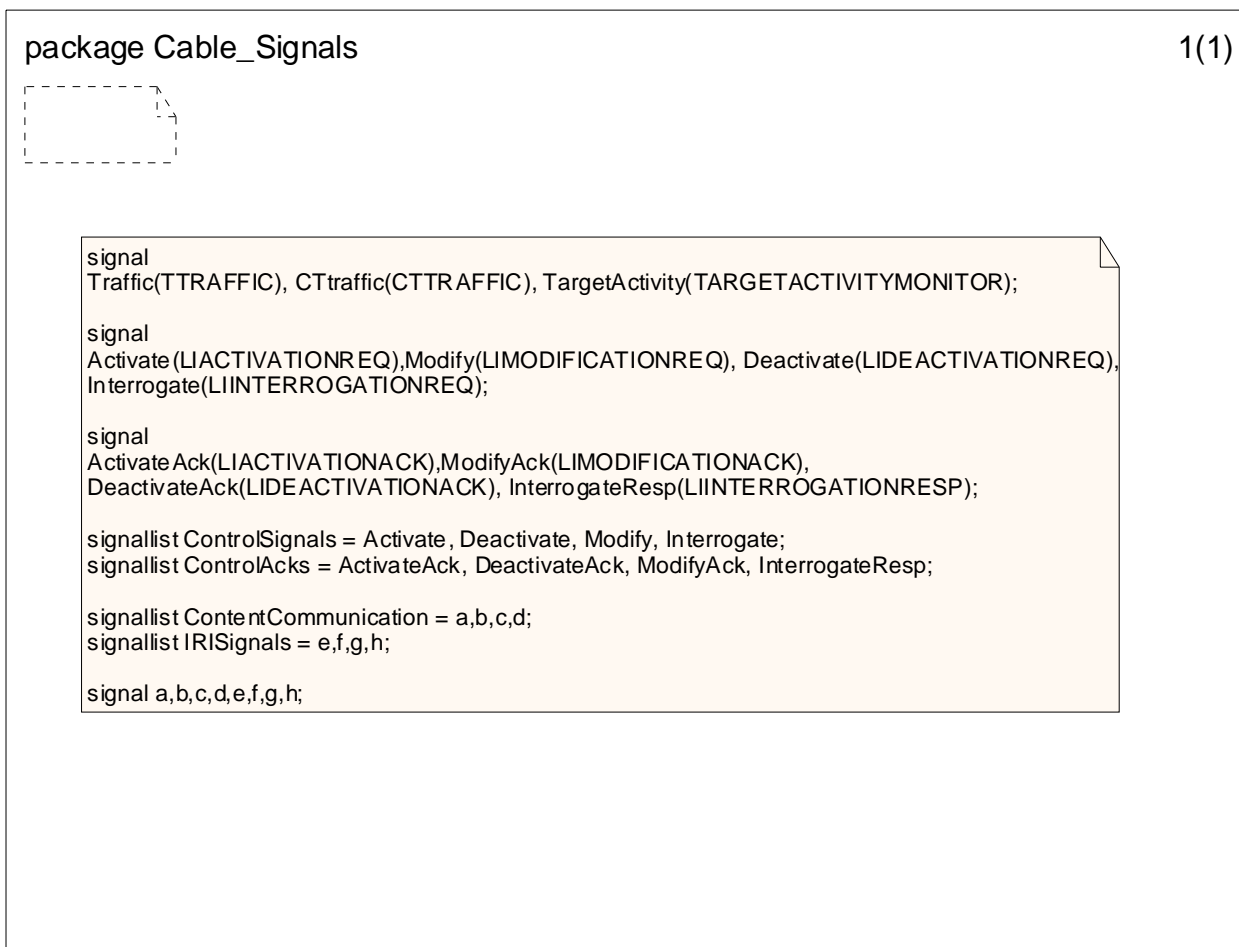 package Cable_Signals
1(1)
signal
Traffic(TTRAFFIC), CTtraffic(CTTRAFFIC), TargetActivity(TARGETACTIVITYMONITOR);
signal
Activate(LIACTIVATIONREQ),Modify(LIMODIFICATIONREQ), Deactivate(LIDEACTIVATIONREQ),
Interrogate(LIINTERROGATIONREQ);
signal
ActivateAck(LIACTIVATIONACK),ModifyAck(LIMODIFICATIONACK),
DeactivateAck(LIDEACTIVATIONACK), InterrogateResp(LIINTERROGATIONRESP);
signallist ControlSignals = Activate, Deactivate, Modify, Interrogate;
signallist ControlAcks = ActivateAck, DeactivateAck, ModifyAck, InterrogateResp;
signallist ContentCommunication = a,b,c,d;
signallist IRISignals = e,f,g,h;
signal a,b,c,d,e,f,g,h;